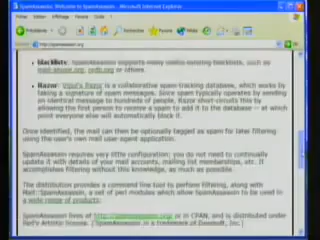 SpamAssassin: Welcome to SpamAssassin - Microsoft Internet Explorer
http://spamassassin.org
blacklists: SpamAssassin supports many useful existing blacklists, such as
mail-abuse.org, ordb.org or others.
Razor: Vipul's Razor is a collaborative spam-tracking database, which works by
taking a signature of spam messages. Since spam typically operates by sending
an identical message to hundreds of people, Razor short-circuits this by
allowing the first person to receive a spam to add it to the database -- at which
point everyone else will automatically block it.
Once identified, the mail can then be optionally tagged as spam for later filtering
using the user's own mail user-agent application.
SpamAssassin requires very little configuration; you do not need to continually
update it with details of your mail accounts, mailing list memberships, etc. It
accomplishes filtering without this knowledge, as much as possible.
The distribution provides a command line tool to perform filtering, along with
Mail::SpamAssassin, a set of perl modules which allow SpamAssassin to be used in
a wide range of products.
SpamAssassin lives at http://spamassassin.org/ or in CPAN, and is distributed under
Perl's Artistic license. [SpamAssassin is a trademark of Deersoft, Inc.]